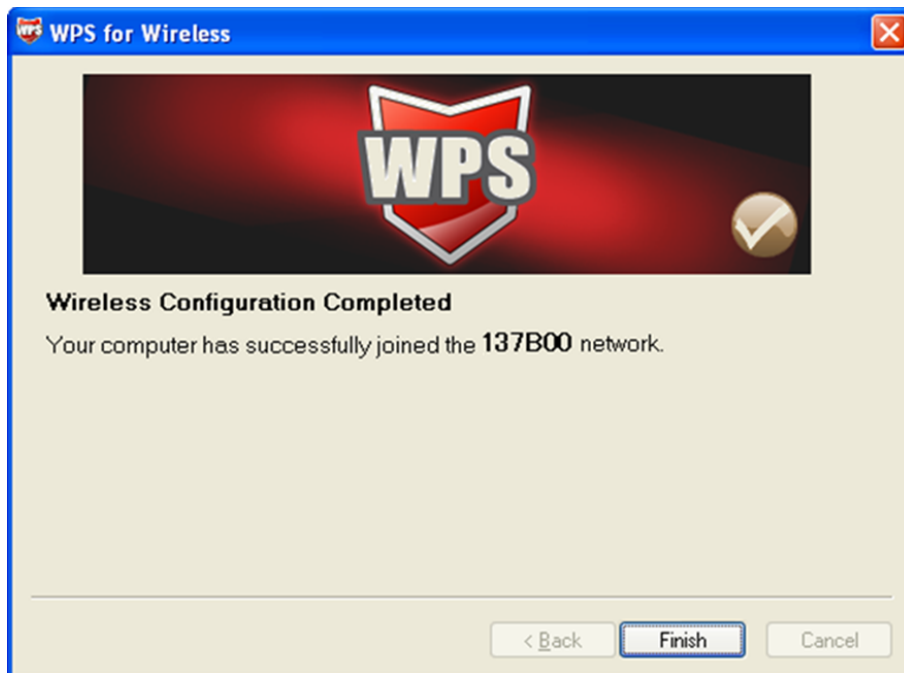 WPS for Wireless
WPS
Wireless Configuration Completed
Your computer has successfully joined the 137B00 network.
< Back
Finish
Cancel